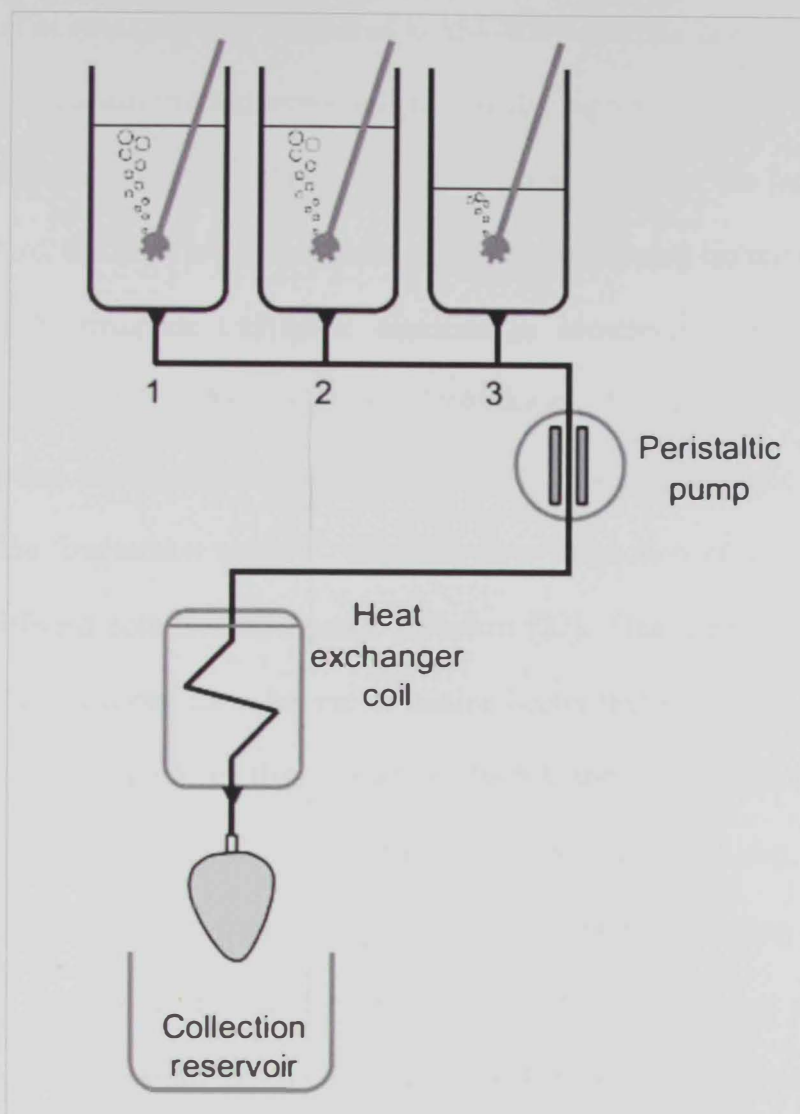 1 2 3
Peristaltic
pump
Heat
exchanger
coil
Collection
reservoir